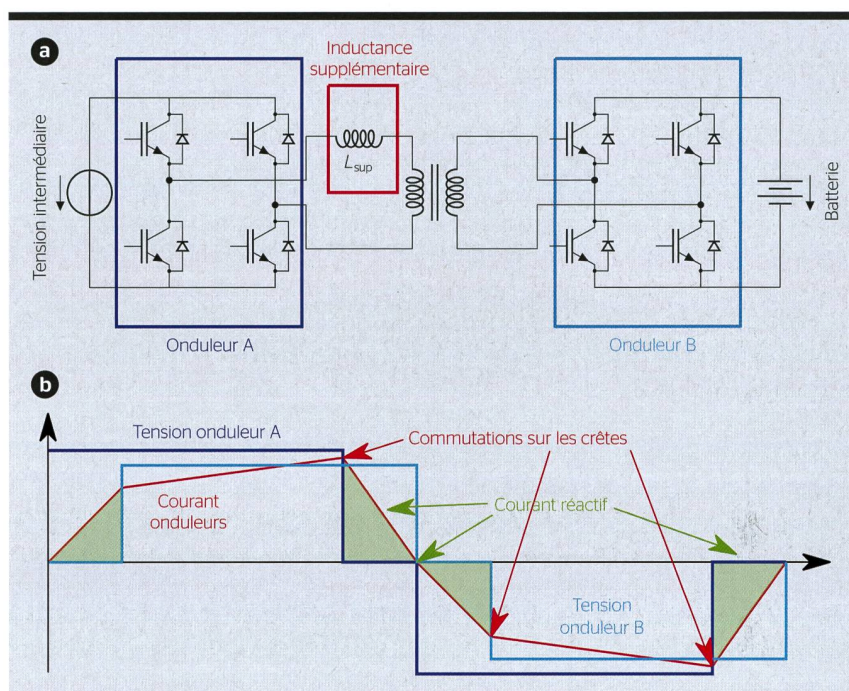 a
Inductance
supplémentaire
Tension intermédiaire
L_sup
Batterie
Onduleur A
Onduleur B
b
Tension onduleur A
Commutations sur les crêtes
Courant
onduleurs
Courant réactif
Tension
onduleur B